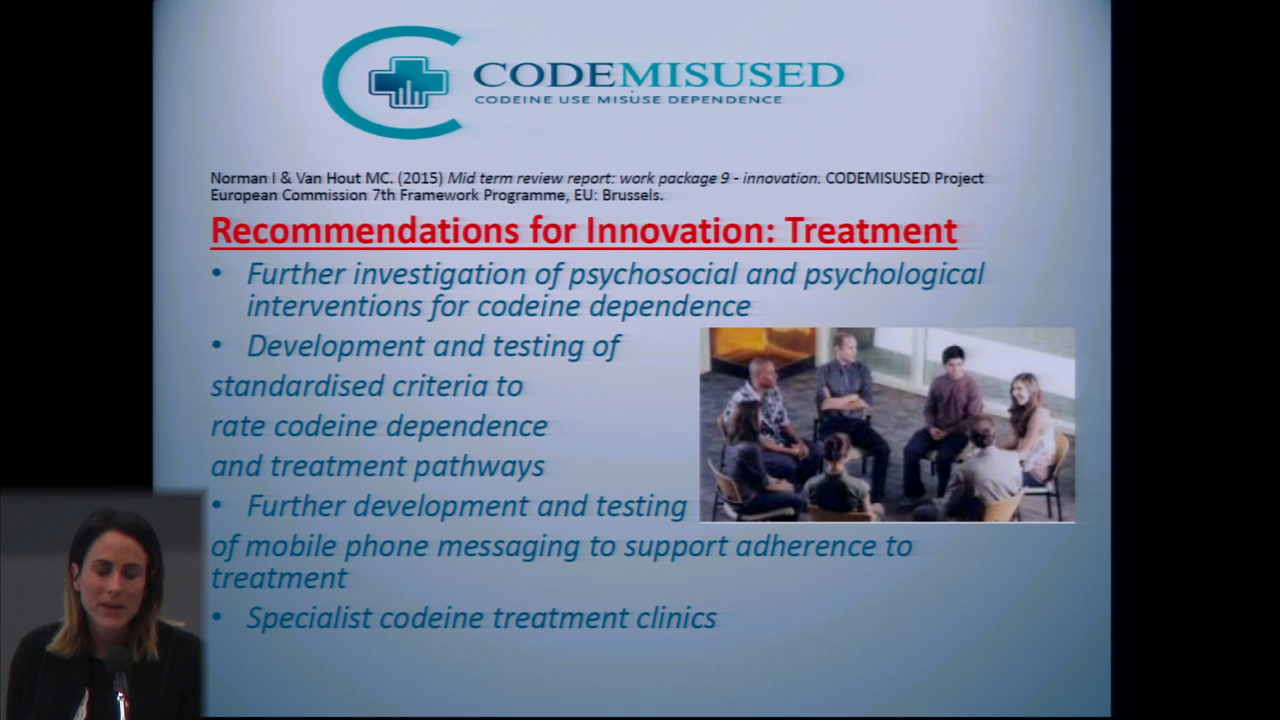 CODEMISUSED
CODEINE USE MISUSE DEPENDENCE
Norman I & Van Hout MC. (2015) Mid term review report: work package 9 - innovation. CODEMISUSED Project
European Commission 7th Framework Programme, EU: Brussels.
Recommendations for Innovation: Treatment
• Further investigation of psychosocial and psychological
interventions for codeine dependence
• Development and testing of
standardised criteria to
rate codeine dependence
and treatment pathways
• Further development and testing
of mobile phone messaging to support adherence to
treatment
• Specialist codeine treatment clinics